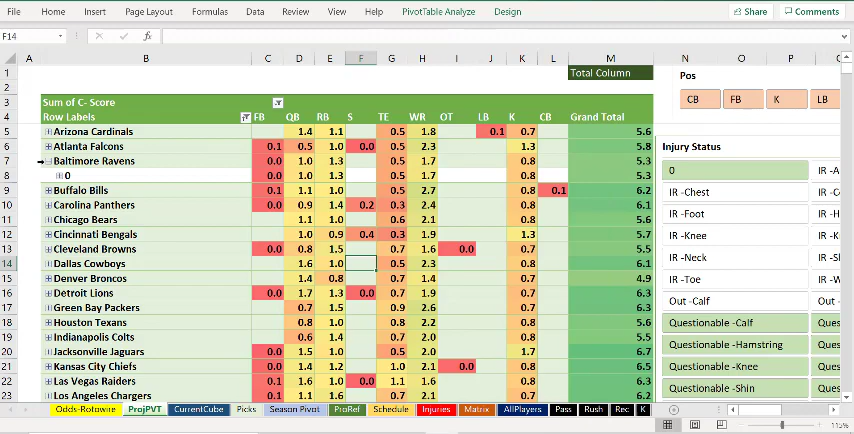 File Home Insert Page Layout Formulas Data Review View Help PivotTable Analyze Design Share Comments
F14 fx
A B C D E F G H I J K L M N O P
1 Total Column Pos
2 CB FB K LB
3 Sum of C- Score
4 Row Labels FB QB RB S TE WR OT LB K CB Grand Total
5 Arizona Cardinals 1.4 1.1 0.5 1.8 0.1 0.7 5.6
6 Atlanta Falcons 0.1 0.5 1.0 0.0 0.5 2.3 1.3 5.8 Injury Status
7 Baltimore Ravens 0.0 1.0 1.3 0.5 1.7 0.8 5.3
8 0 0.0 1.0 1.3 0.5 1.7 0.8 5.3 0 IR -A
9 Buffalo Bills 0.1 1.1 1.0 0.5 2.7 0.8 0.1 6.2 IR -Chest
10 Carolina Panthers 0.0 0.9 1.4 0.2 0.3 2.4 0.8 6.1 IR -Foot IR -H
11 Chicago Bears 1.1 1.0 0.6 2.1 0.8 5.6
12 Cincinnati Bengals 1.0 0.9 0.4 0.3 1.9 1.3 5.7 IR -Knee
13 Cleveland Browns 0.0 0.8 1.5 0.7 1.6 0.0 0.8 5.5 IR -Neck
14 Dallas Cowboys 1.6 1.0 0.5 2.3 0.8 6.1
15 Denver Broncos 1.4 0.8 0.7 1.4 0.7 4.9 IR -Toe
16 Detroit Lions 0.0 1.7 1.3 0.0 0.7 1.9 0.8 6.3 Out -Calf Out -
17 Green Bay Packers 0.7 1.5 0.9 2.6 0.8 6.3
18 Houston Texans 1.0 1.0 0.8 2.2 0.8 5.6 Questionable -Calf Ques
19 Indianapolis Colts 0.6 1.4 0.7 2.0 0.8 5.5 Questionable -Hamstring Ques
20 Jacksonville Jaguars 0.0 1.5 1.0 0.5 2.0 1.7 6.7
21 Kansas City Chiefs 0.0 1.4 1.2 1.0 2.1 0.0 0.8 6.5 Questionable -Knee Ques
22 Las Vegas Raiders 0.1 1.6 1.0 0.0 1.1 1.6 0.8 6.3 Questionable -Shin Ques
23 Los Angeles Chargers 0.1 1.1 1.6 0.7 2.1 0.8 6.2
Odds-Rotowire ProjPVT CurrentCube Picks Season Pivot ProRef Schedule Injuries Matrix AllPlayers Pass Rush Rec K
115%